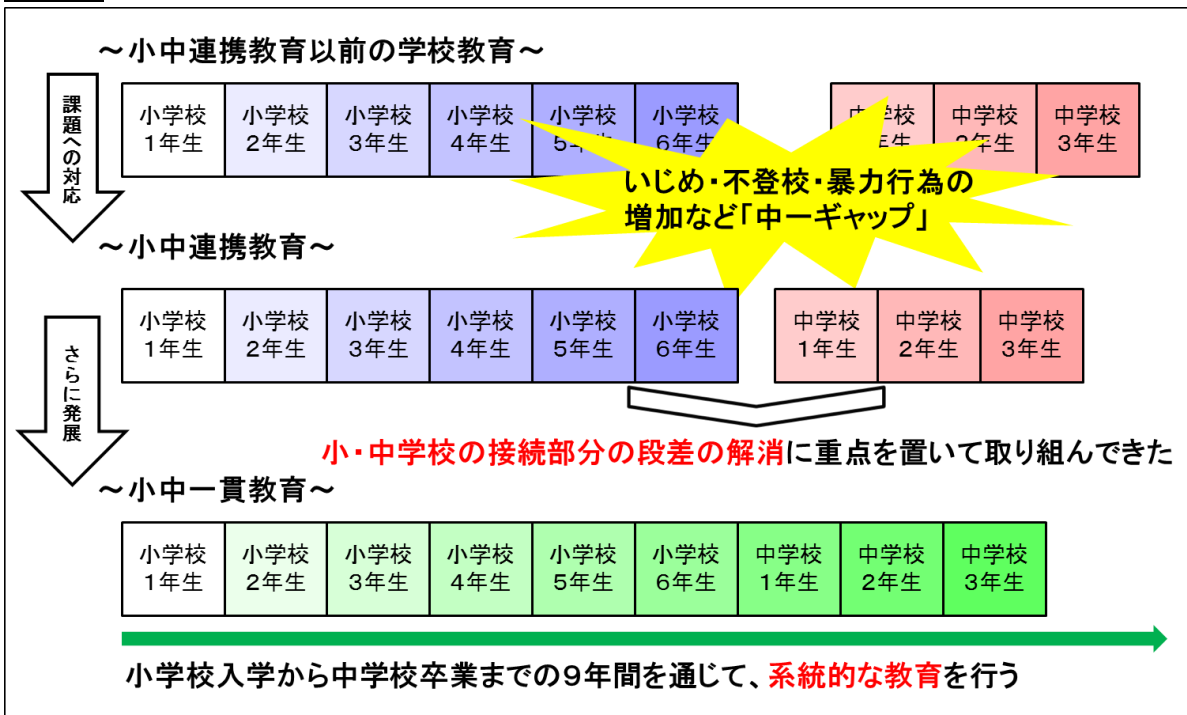 ～小中連携教育以前の学校教育～
課題への対応
小学校 小学校 小学校 小学校 小学校 小学校 中学校 中学校 中学校
1年生 2年生 3年生 4年生 5年生 6年生 年生 年生 3年生
いじめ・不登校・暴力行為の
増加など「中一ギャップ」
～小中連携教育～
さらに発展
小学校 小学校 小学校 小学校 小学校 小学校 中学校 中学校 中学校
1年生 2年生 3年生 4年生 5年生 6年生 1年生 2年生 3年生
小・中学校の接続部分の段差の解消に重点を置いて取り組んできた
～小中一貫教育～
小学校 小学校 小学校 小学校 小学校 小学校 中学校 中学校 中学校
1年生 2年生 3年生 4年生 5年生 6年生 1年生 2年生 3年生
小学校入学から中学校卒業までの9年間を通じて、系統的な教育を行う